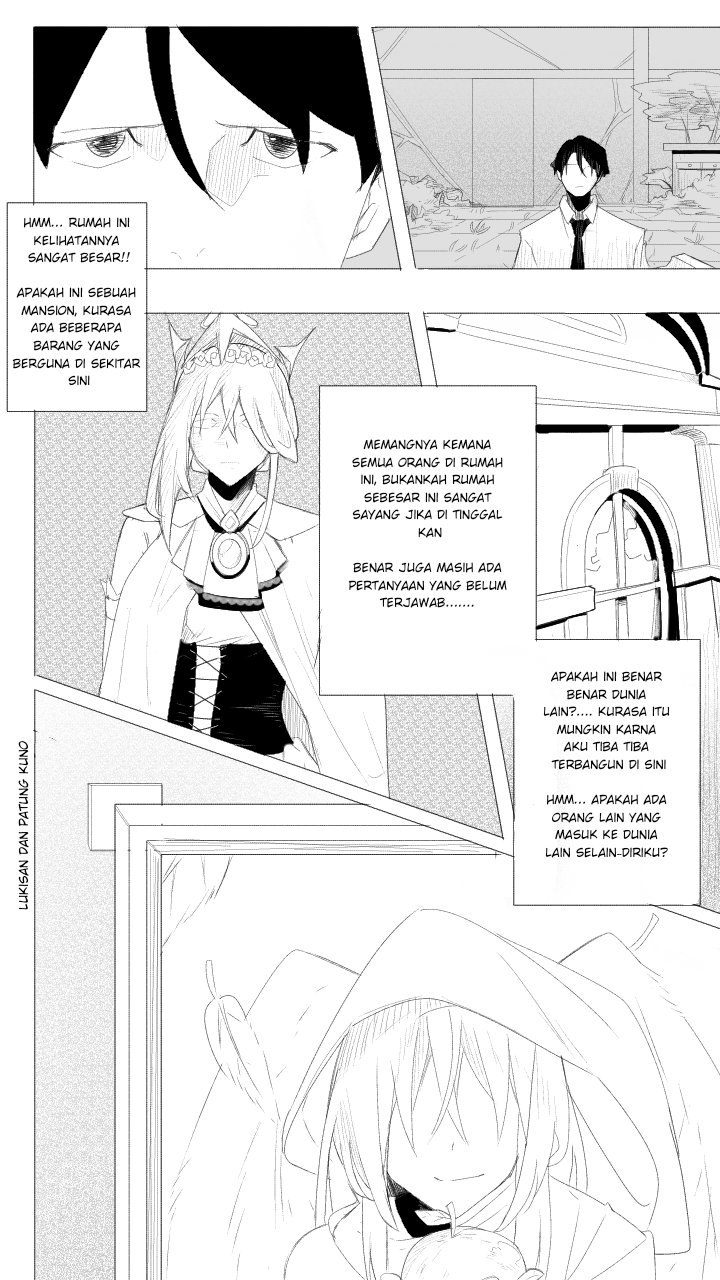 HMM... RUMAH INI
KELIHATANNYA
SANGAT BESAR!!
APAKAH INI SEBUAH
MANSION, KURASA
ADA BEBERAPA
BARANG YANG
BERGUNA DI SEKITAR
SINI
MEMANGNYA KEMANA
SEMUA ORANG DI RUMAH
INI, BUKANKAH RUMAH
SEBESAR INI SANGAT
SAYANG JIKA DI TINGGAL
KAN
BENAR JUGA MASIH ADA
PERTANYAAN YANG BELUM
TERJAWAB.......
APAKAH INI BENAR
BENAR DUNIA
LAIN?.... KURASA ITU
MUNGKIN KARNA
AKU TIBA TIBA
TERBANGUN DI SINI
HMM... APAKAH ADA
ORANG LAIN YANG
MASUK KE DUNIA
LAIN SELAIN-DIRIKU?
LUKISAN DAN PATUNG KUNO